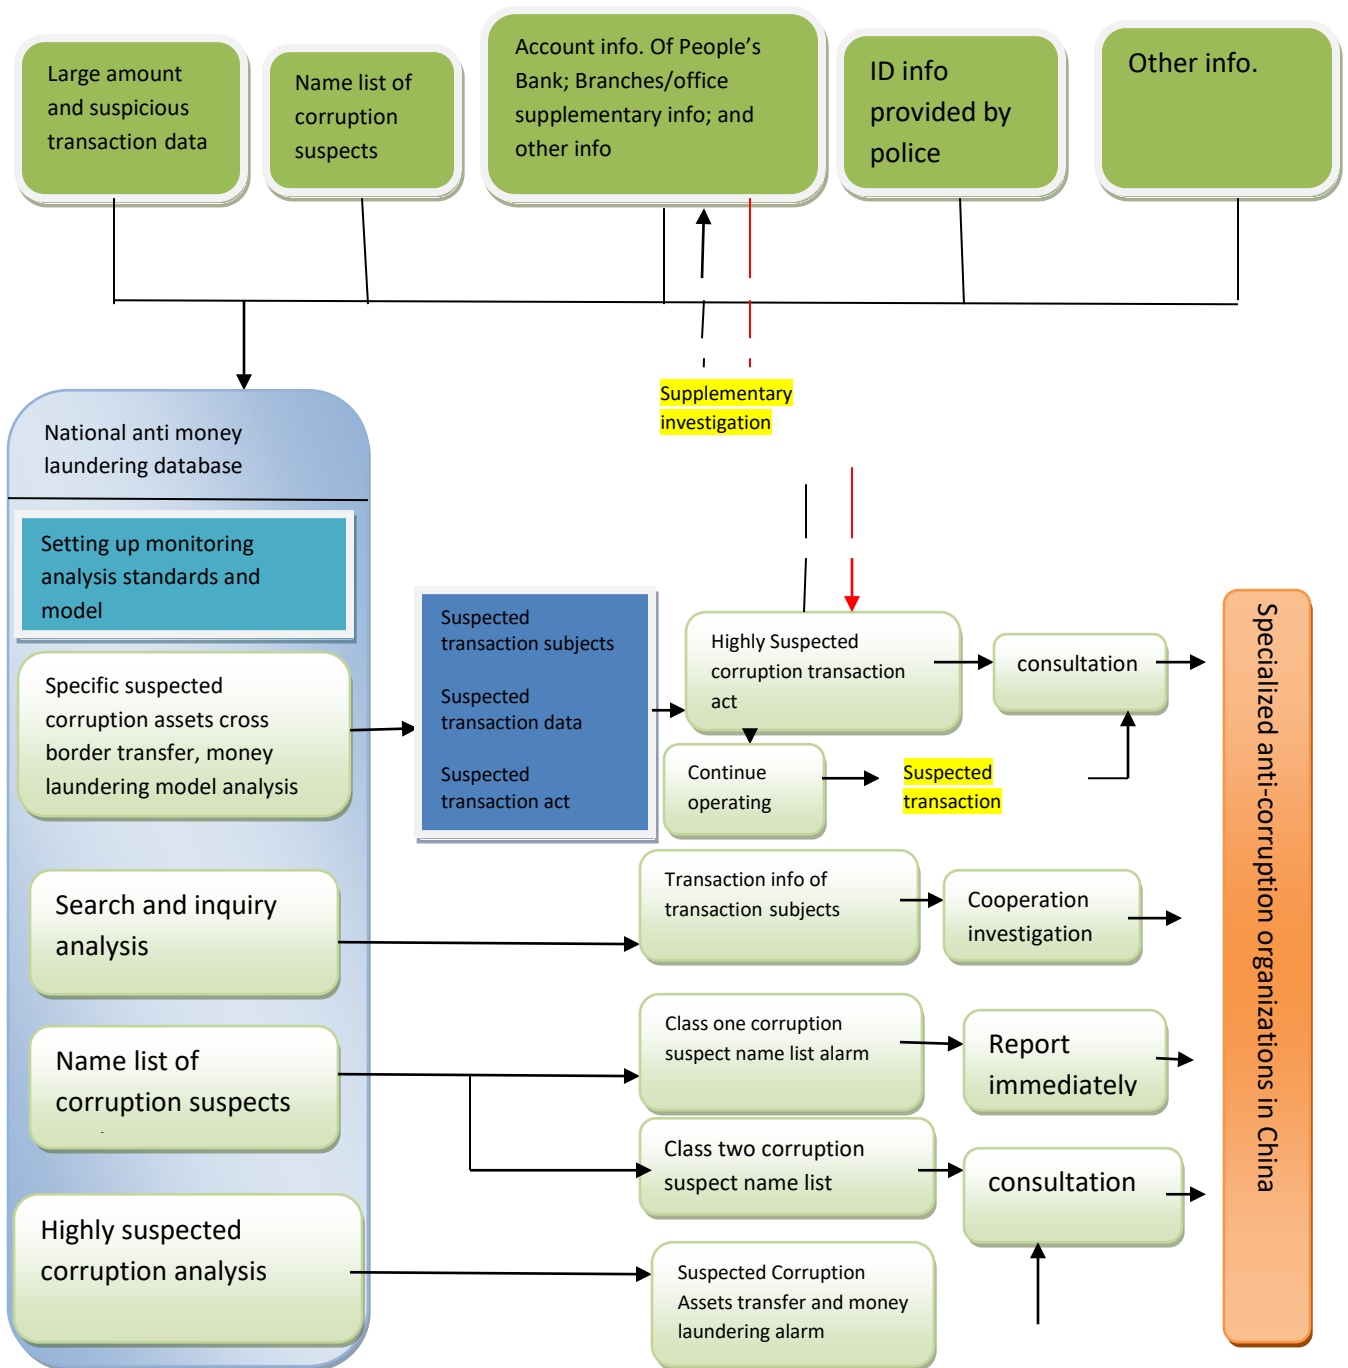 Large amount
and suspicious
transaction data
Name list of
corruption
suspects
Account info. Of People’s
Bank; Branches/office
supplementary info; and
other info
ID info
provided by
police
Other info.
Supplementary
investigation
National anti money
laundering database
Setting up monitoring
analysis standards and
model
Specific suspected
corruption assets cross
border transfer, money
laundering model analysis
Suspected
transaction subjects
Suspected
transaction data
Suspected
transaction act
Highly Suspected
corruption transaction
act
consultation
Continue
operating
Suspected
transaction
Search and inquiry
analysis
Transaction info of
transaction subjects
Cooperation
investigation
Name list of
corruption suspects
Class one corruption
suspect name list alarm
Report
immediately
Class two corruption
suspect name list
consultation
Highly suspected
corruption analysis
Suspected Corruption
Assets transfer and money
laundering alarm
Specialized anti-corruption organizations in China